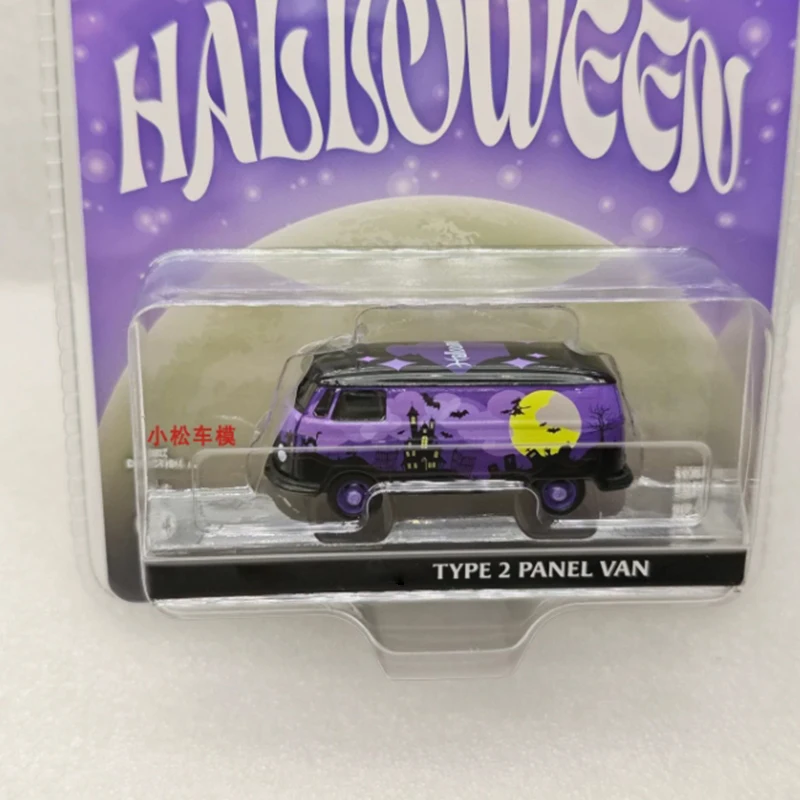 HALLOWEEN
小松车模
TYPE 2 PANEL VAN